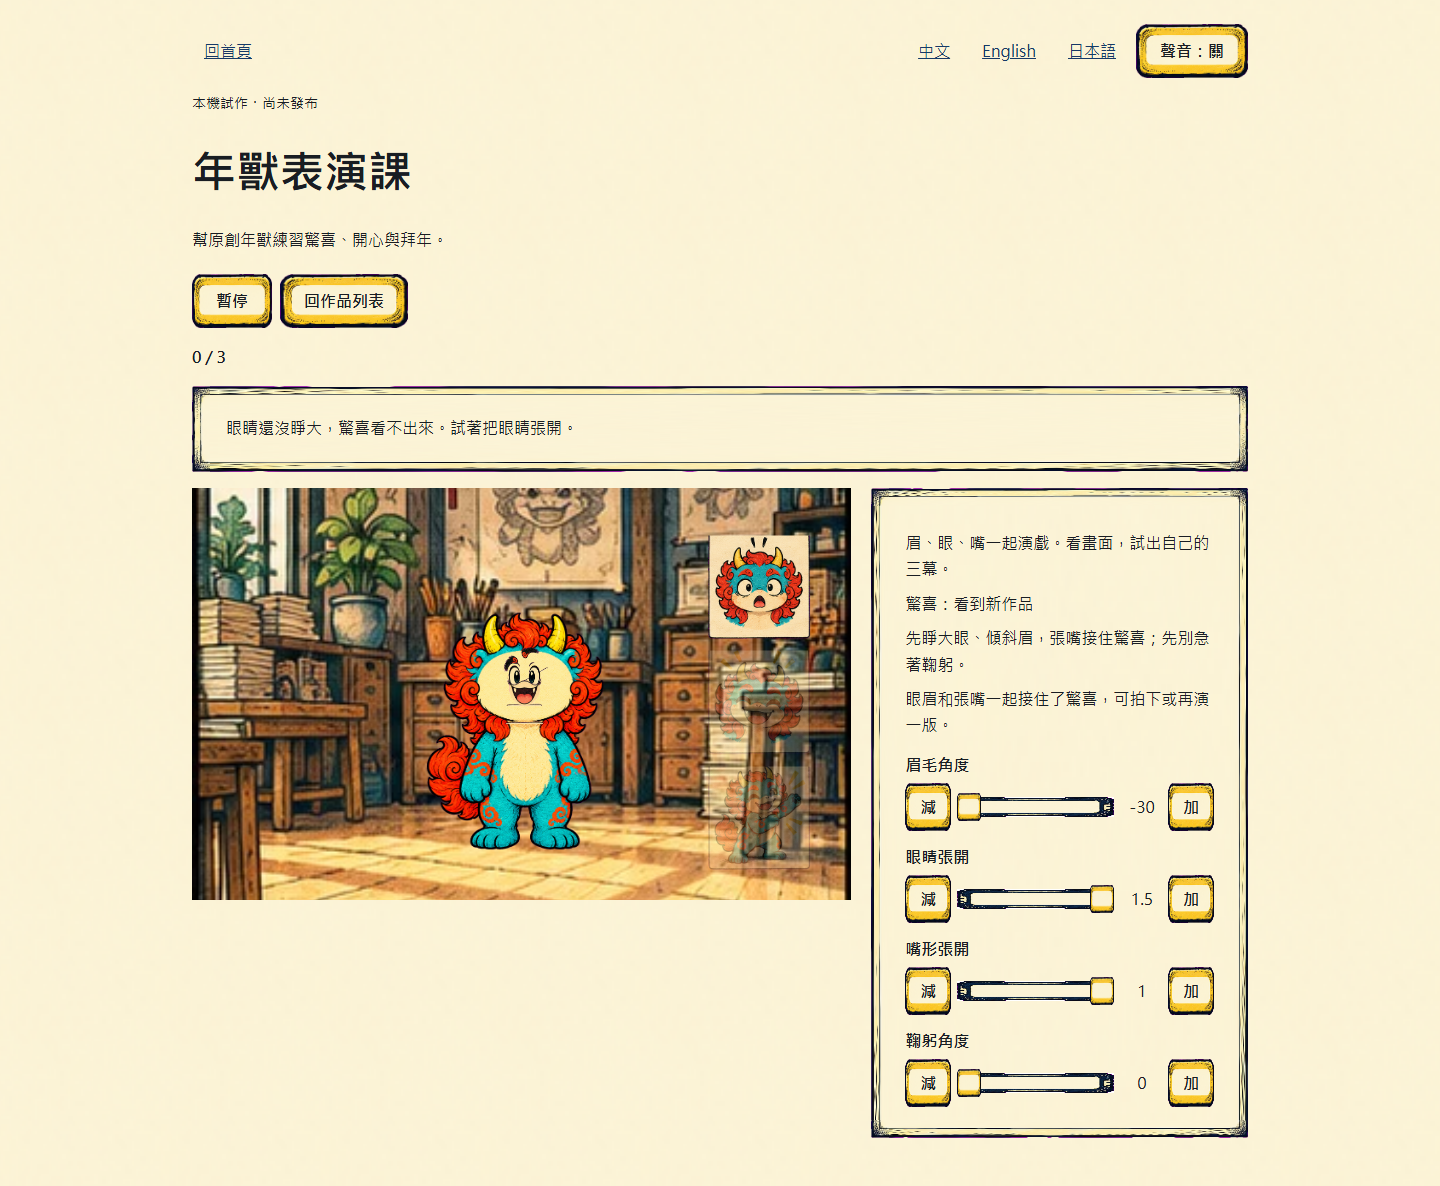 回首頁
中文 English 日本語 聲音：關
本機試作・尚未發布
年獸表演課
幫原創年獸練習驚喜、開心與拜年。
暫停 回作品列表
0 / 3
眼睛還沒睜大，驚喜看不出來。試著把眼睛張開。
眉、眼、嘴一起演戲。看畫面，試出自己的
三幕。
驚喜：看到新作品
先睜大眼、傾斜眉，張嘴接住驚喜；先別急
著鞠躬。
眼眉和張嘴一起接住了驚喜，可拍下或再演
一版。
眉毛角度
減 -30 加
眼睛張開
減 1.5 加
嘴形張開
減 1 加
鞠躬角度
減 0 加